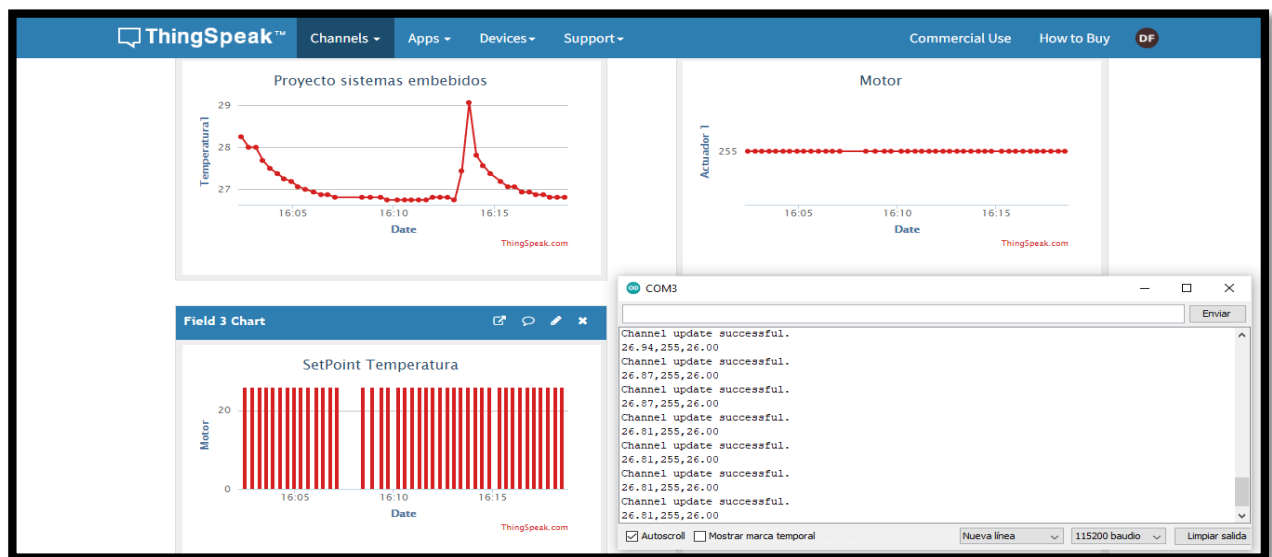 ThingSpeak™ Channels Apps Devices Support Commercial Use How to Buy DF
Proyecto sistemas embebidos
29
28
27
Temperatura1
16:05 16:10 16:15
Date
ThingSpeak.com
Motor
255
Actuador 1
16:05 16:10 16:15
Date
ThingSpeak.com
Field 3 Chart
SetPoint Temperatura
20
0
Motor
16:05 16:10 16:15
Date
ThingSpeak.com
COM3
Enviar
Channel update successful.
26.94,255,26.00
Channel update successful.
26.87,255,26.00
Channel update successful.
26.87,255,26.00
Channel update successful.
26.81,255,26.00
Channel update successful.
26.81,255,26.00
Channel update successful.
26.81,255,26.00
Channel update successful.
26.81,255,26.00
Autoscroll Mostrar marca temporal Nueva línea 115200 baudio Limpiar salida